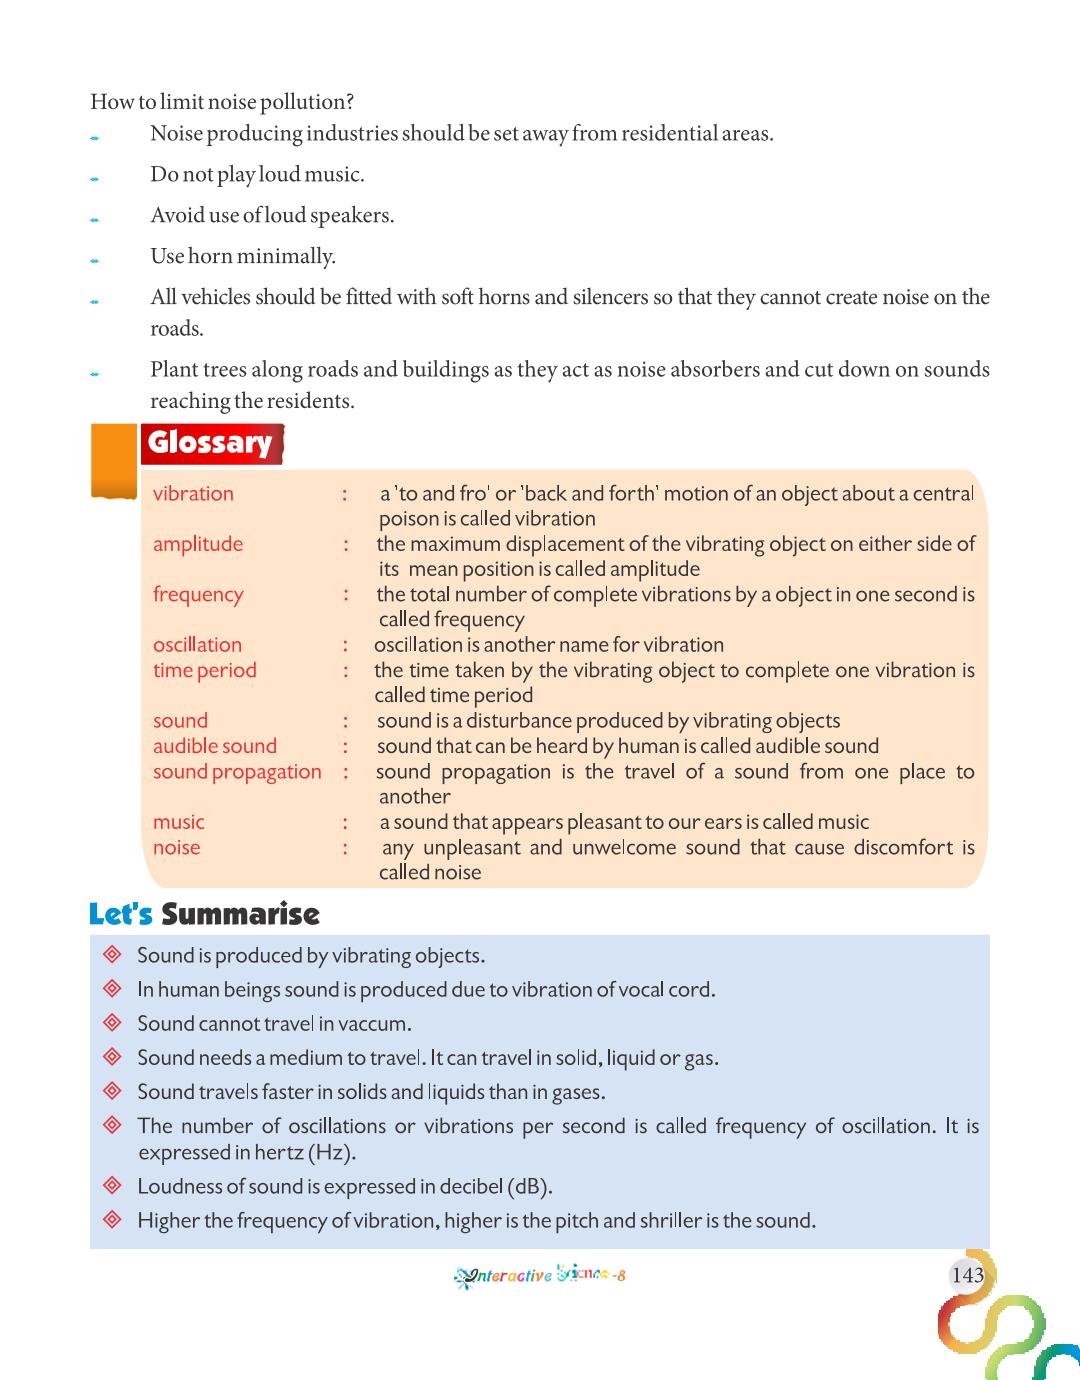 How to limit noise pollution?
Noise producing industries should be set away from residential areas.
Do not play loud music.
Avoid use of loud speakers.
Use horn minimally.
All vehicles should be fitted with soft horns and silencers so that they cannot create noise on the
roads.
Plant trees along roads and buildings as they act as noise absorbers and cut down on sounds
reaching the residents.
Glossary
vibration : a 'to and fro' or 'back and forth' motion of an object about a central
poison is called vibration
amplitude : the maximum displacement of the vibrating object on either side of
its mean position is called amplitude
frequency : the total number of complete vibrations by a object in one second is
called frequency
oscillation : oscillation is another name for vibration
time period : the time taken by the vibrating object to complete one vibration is
called time period
sound : sound is a disturbance produced by vibrating objects
audible sound : sound that can be heard by human is called audible sound
sound propagation : sound propagation is the travel of a sound from one place to
another
music : a sound that appears pleasant to our ears is called music
noise : any unpleasant and unwelcome sound that cause discomfort is
called noise
Let's Summarise
Sound is produced by vibrating objects.
In human beings sound is produced due to vibration of vocal cord.
Sound cannot travel in vaccum.
Sound needs a medium to travel. It can travel in solid, liquid or gas.
Sound travels faster in solids and liquids than in gases.
The number of oscillations or vibrations per second is called frequency of oscillation. It is
expressed in hertz (Hz).
Loudness of sound is expressed in decibel (dB).
Higher the frequency of vibration, higher is the pitch and shriller is the sound.
Interactive Science-8
143